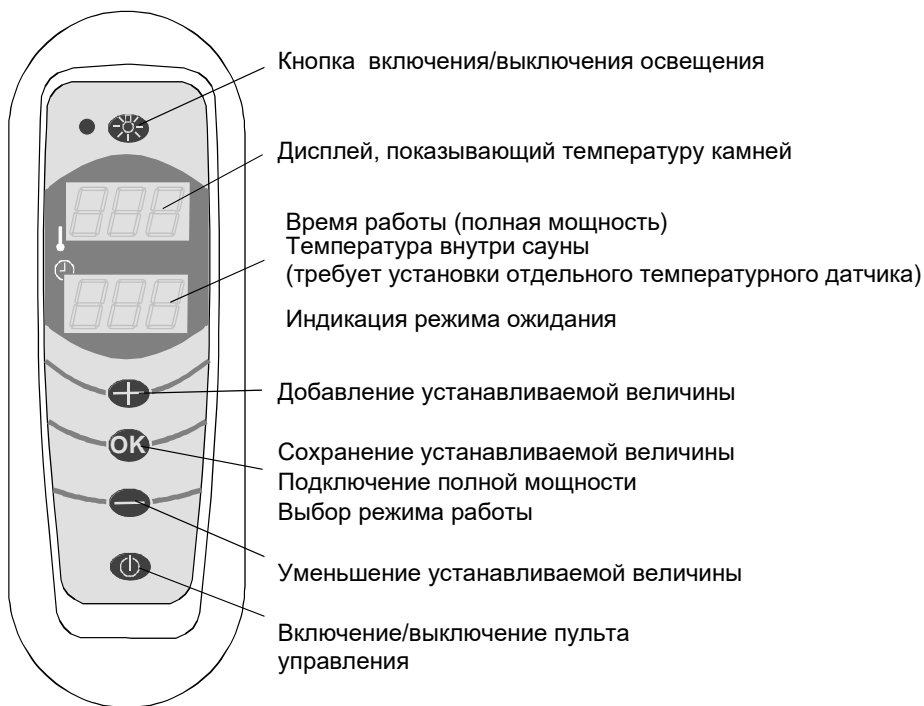 Кнопка включения/выключения освещения
Дисплей, показывающий температуру камней
888
Время работы (полная мощность)
Температура внутри сауны
(требует установки отдельного температурного датчика)
888
Индикация режима ожидания
Добавление устанавливаемой величины
OK
Сохранение устанавливаемой величины
Подключение полной мощности
Выбор режима работы
Уменьшение устанавливаемой величины
Включение/выключение пульта
управления